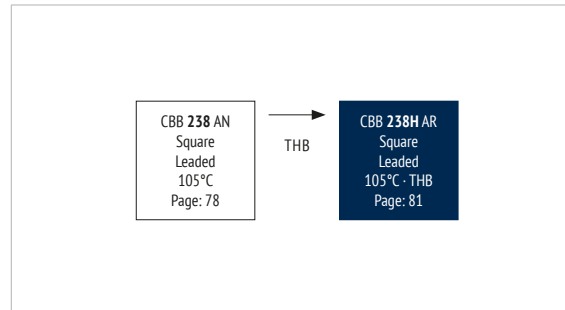 CBB 238 AN
Square
Leaded
105°C
Page: 78
THB
CBB 238H AR
Square
Leaded
105°C · THB
Page: 81